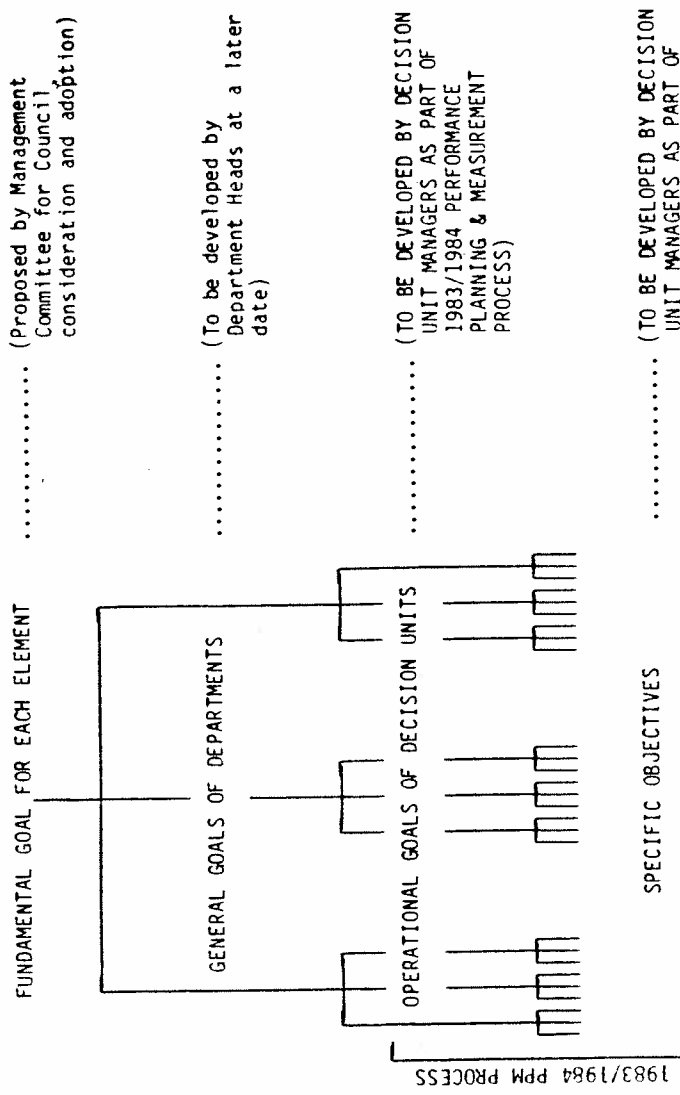 FUNDAMENTAL GOAL FOR EACH ELEMENT .............. (Proposed by Management
Committee for Council
consideration and adoption)
GENERAL GOALS OF DEPARTMENTS .............. (To be developed by
Department Heads at a later
date)
OPERATIONAL GOALS OF DECISION UNITS .............. (TO BE DEVELOPED BY DECISION
UNIT MANAGERS AS PART OF
1983/1984 PERFORMANCE
PLANNING & MEASUREMENT
PROCESS)
SPECIFIC OBJECTIVES .............. (TO BE DEVELOPED BY DECISION
UNIT MANAGERS AS PART OF
1983/1984 PPM PROCESS